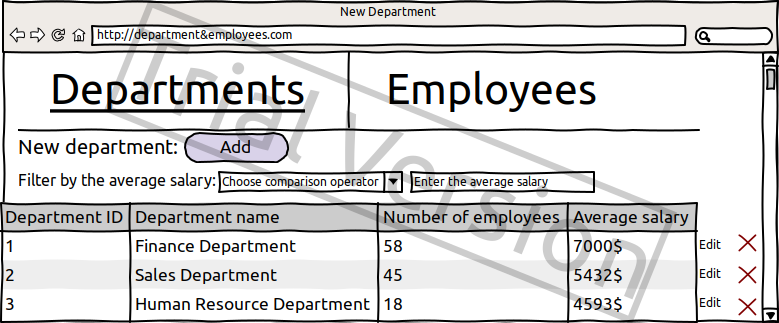 New Department
http://department&employees.com
Departments Employees
New department: Add
Filter by the average salary: Choose comparison operator Enter the average salary
Department ID Department name Number of employees Average salary
1 Finance Department 58 7000$ Edit
2 Sales Department 45 5432$ Edit
3 Human Resource Department 18 4593$ Edit
Trial Version